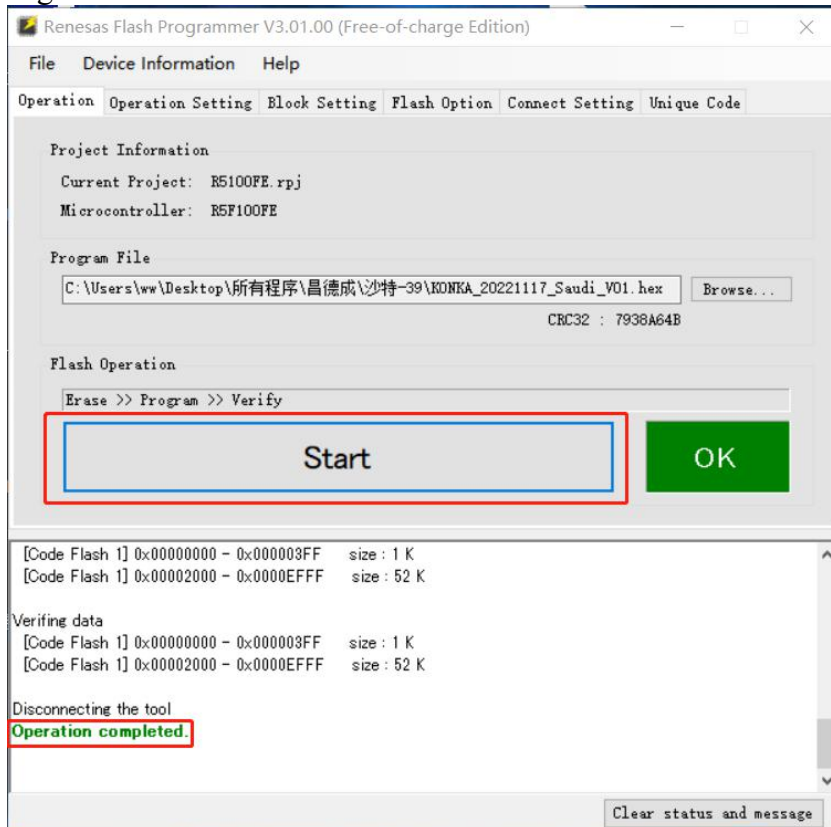 Renesas Flash Programmer V3.01.00 (Free-of-charge Edition)
File Device Information Help
Operation Operation Setting Block Setting Flash Option Connect Setting Unique Code
Project Information
Current Project: R5100FE.rpj
Microcontroller: R5F100FE
Program File
C:\Users\ww\Desktop\所有程序\昌德成\沙特-39\KONKA_20221117_Saudi_V01.hex Browse...
CRC32 : 7938A64B
Flash Operation
Erase >> Program >> Verify
Start OK
[Code Flash 1] 0x00000000 - 0x000003FF size : 1 K
[Code Flash 1] 0x00002000 - 0x0000EFFF size : 52 K
Verifing data
[Code Flash 1] 0x00000000 - 0x000003FF size : 1 K
[Code Flash 1] 0x00002000 - 0x0000EFFF size : 52 K
Disconnecting the tool
Operation completed.
Clear status and message